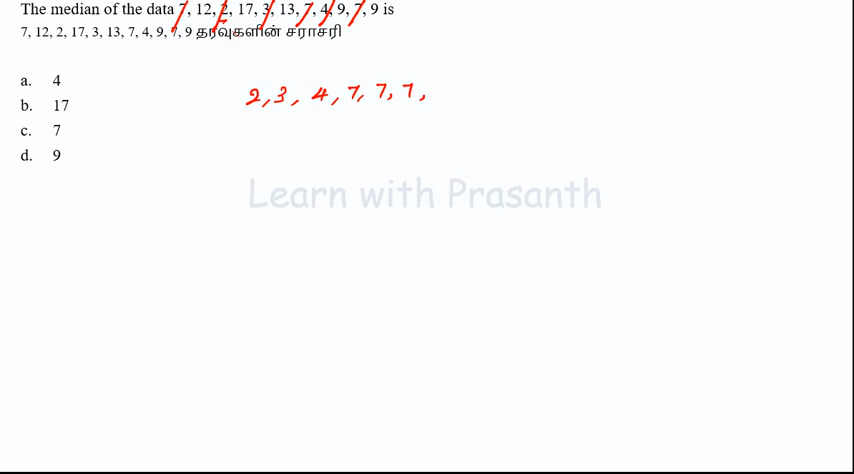 The median of the data 7, 12, 2, 17, 3, 13, 7, 4, 9, 7, 9 is
7, 12, 2, 17, 3, 13, 7, 4, 9, 7, 9 தரவுகளின் சராசரி
a. 4
2, 3, 4, 7, 7, 7,
b. 17
c. 7
d. 9
Learn with Prasanth